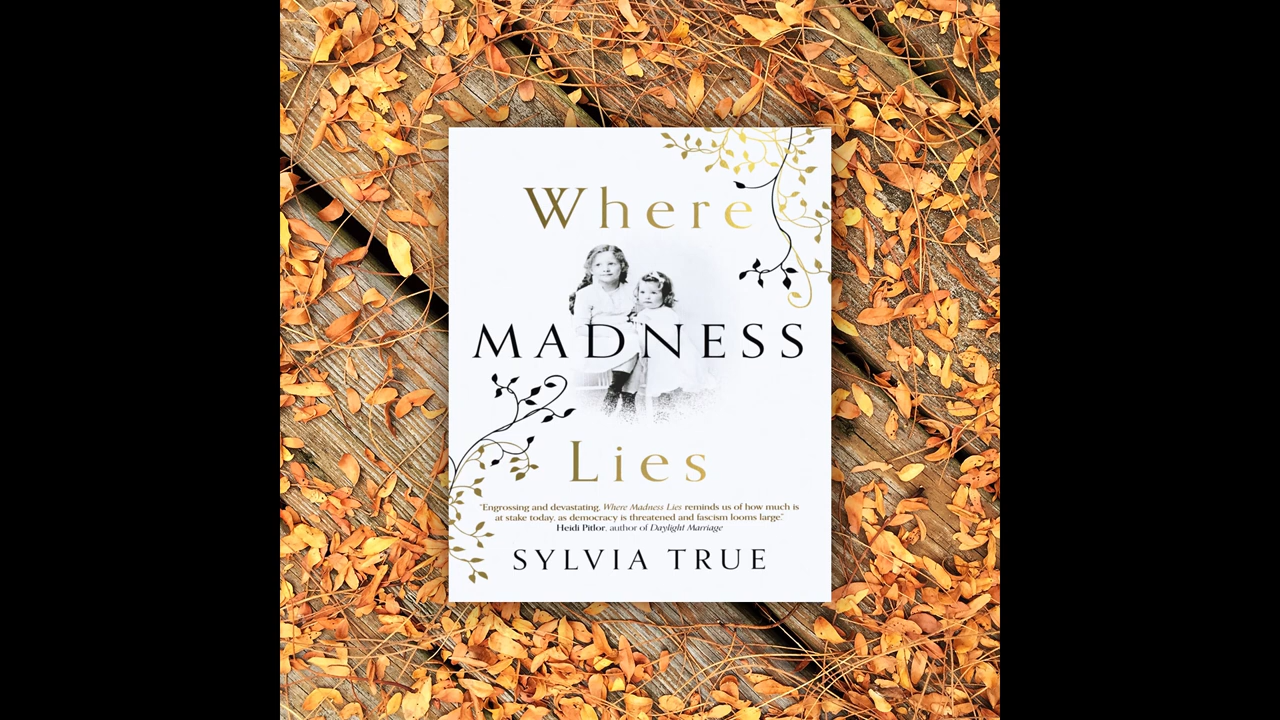 Where
MADNESS
Lies
"Engrossing and devastating, Where Madness Lies reminds us of how much is
at stake today, as democracy is threatened and fascism looms large."
Heidi Pitlor, author of Daylight Marriage
SYLVIA TRUE